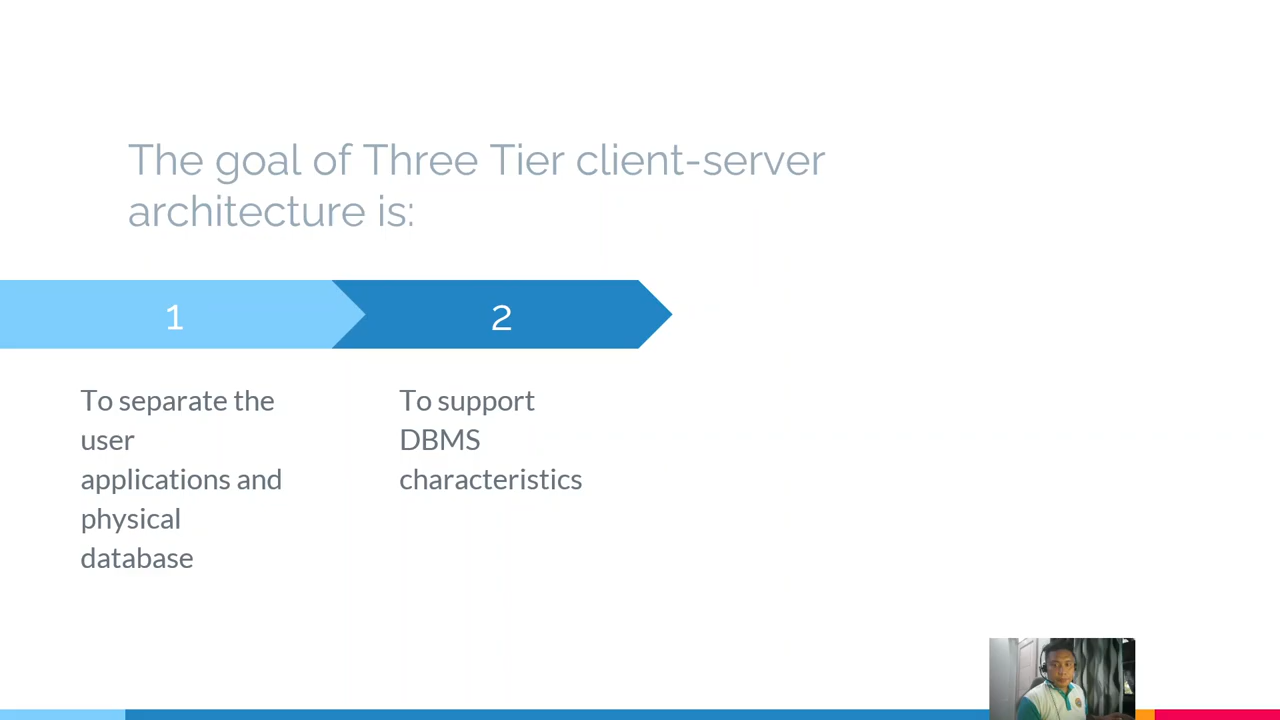 The goal of Three Tier client-server
architecture is:
1
2
To separate the
user
applications and
physical
database
To support
DBMS
characteristics